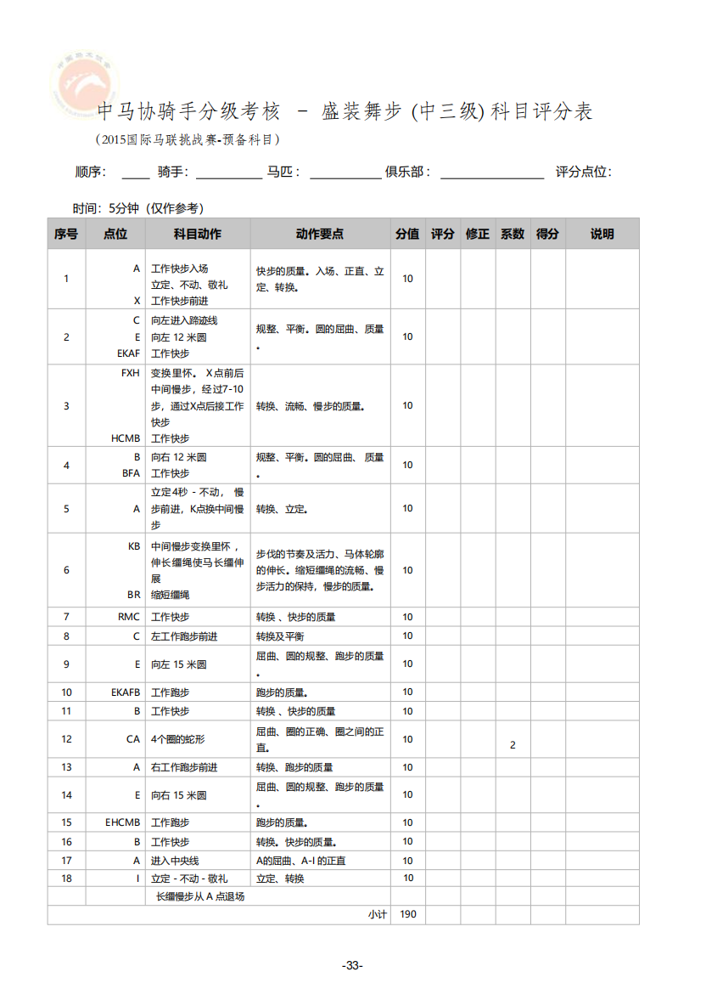 中马协骑手分级考核 - 盛装舞步 (中三级) 科目评分表
（2015国际马联挑战赛-预备科目）
顺序： ____ 骑手：__________ 马匹： __________ 俱乐部： _______________ 评分点位：
时间：5分钟（仅作参考）
序号 点位 科目动作 动作要点 分值 评分 修正 系数 得分 说明
A 工作快步入场
快步的质量。入场、正直、立
1 立定、不动、敬礼 10
定、转换。
X 工作快步前进
C 向左进入蹄迹线
规整、平衡。圆的屈曲、质量
2 E 向左 12 米圆 10
。
EKAF 工作快步
FXH 变换里怀。 X点前后
中间慢步，经过7-10
3 步，通过X点后接工作 转换、流畅、慢步的质量。 10
快步
HCMB 工作快步
B 向右 12 米圆 规整、平衡。圆的屈曲、 质量
4 10
BFA 工作快步 。
立定4秒 - 不动， 慢
5 A 步前进，K点换中间慢 转换、立定。 10
步
KB 中间慢步变换里怀 ，
步伐的节奏及活力、马体轮廓
伸长缰绳使马长缰伸
6 的伸长。缩短缰绳的流畅、慢 10
展
步活力的保持，慢步的质量。
BR 缩短缰绳
7 RMC 工作快步 转换 、快步的质量 10
8 C 左工作跑步前进 转换及平衡 10
屈曲、圆的规整、跑步的质量
9 E 向左 15 米圆 10
。
10 EKAFB 工作跑步 跑步的质量。 10
11 B 工作快步 转换 、快步的质量 10
屈曲、圈的正确、圈之间的正
12 CA 4个圈的蛇形 10 2
直。
13 A 右工作跑步前进 转换、跑步的质量 10
屈曲、圆的规整、跑步的质量
14 E 向右 15 米圆 10
。
15 EHCMB 工作跑步 跑步的质量。 10
16 B 工作快步 转换。快步的质量。 10
17 A 进入中央线 A的屈曲、A-I 的正直 10
18 I 立定 - 不动 - 敬礼 立定、转换 10
长缰慢步从 A 点退场
小计 190
-33-